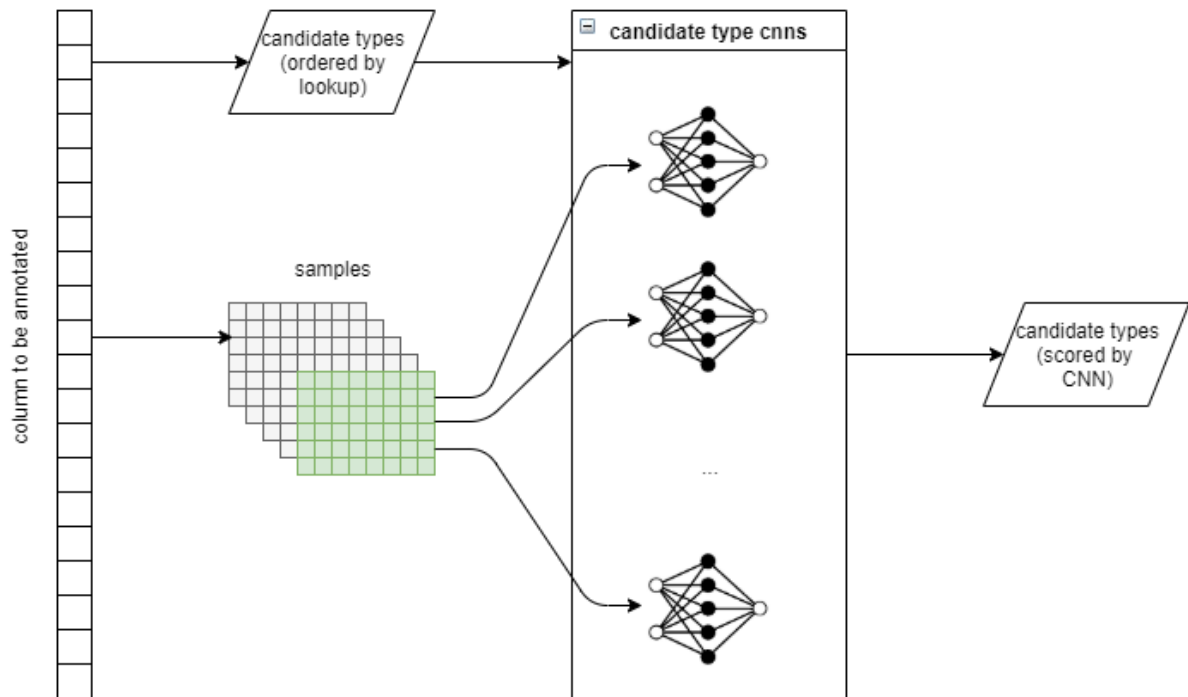 candidate types
(ordered by
lookup)
candidate type cnns
column to be annotated
samples
candidate types
(scored by
CNN)
...